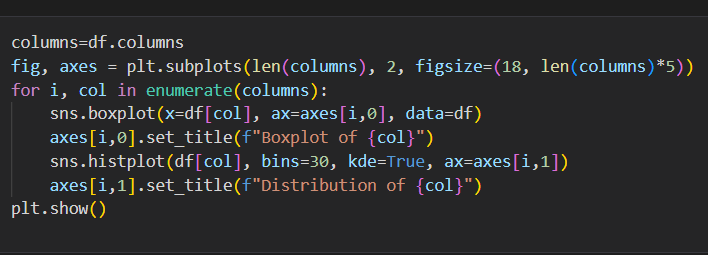 columns=df.columns
fig, axes = plt.subplots(len(columns), 2, figsize=(18, len(columns)*5))
for i, col in enumerate(columns):
    sns.boxplot(x=df[col], ax=axes[i,0], data=df)
    axes[i,0].set_title(f"Boxplot of {col}")
    sns.histplot(df[col], bins=30, kde=True, ax=axes[i,1])
    axes[i,1].set_title(f"Distribution of {col}")
plt.show()